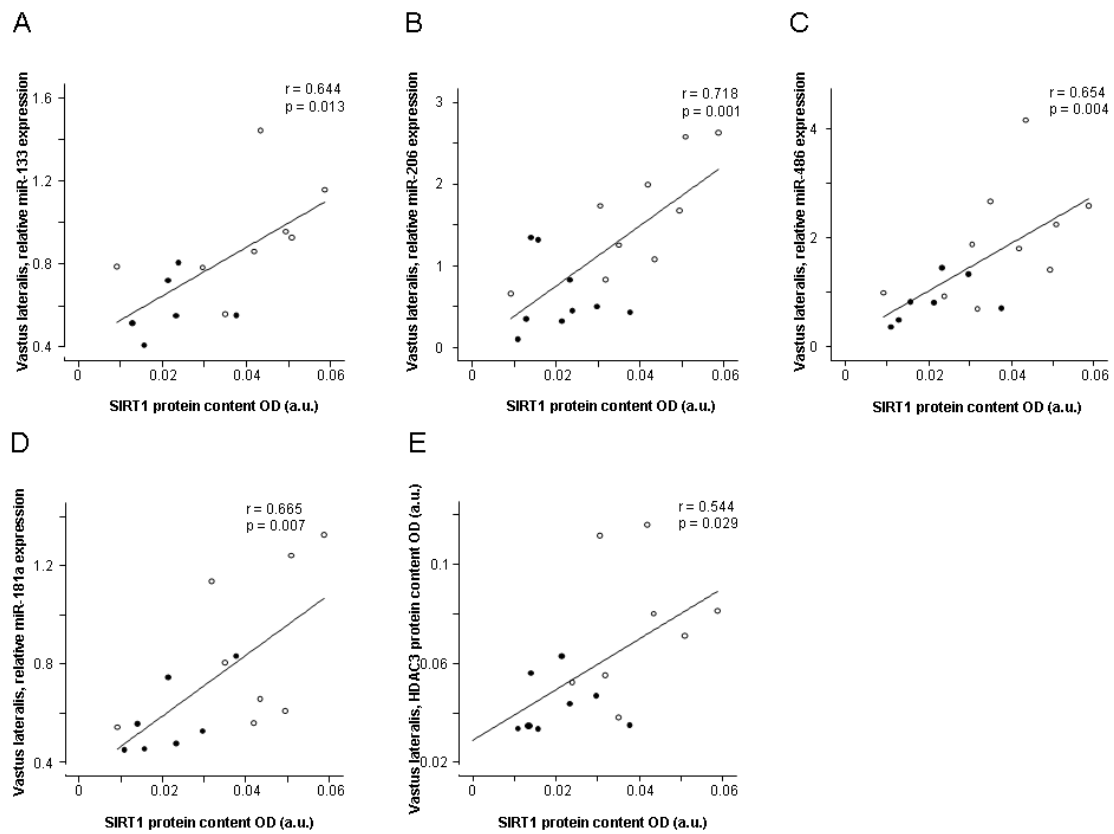 A
Vastus lateralis, relative miR-133 expression
r = 0.644
p = 0.013
1.6
1.2
0.8
0.4
0 0.02 0.04 0.06
SIRT1 protein content OD (a.u.)
B
Vastus lateralis, relative miR-206 expression
r = 0.718
p = 0.001
3
2
1
0
0 0.02 0.04 0.06
SIRT1 protein content OD (a.u.)
C
Vastus lateralis, relative miR-486 expression
r = 0.654
p = 0.004
4
2
0
0 0.02 0.04 0.06
SIRT1 protein content OD (a.u.)
D
Vastus lateralis, relative miR-181a expression
r = 0.665
p = 0.007
1.2
0.8
0.4
0 0.02 0.04 0.06
SIRT1 protein content OD (a.u.)
E
Vastus lateralis, HDAC3 protein content OD (a.u.)
r = 0.544
p = 0.029
0.1
0.06
0.02
0 0.02 0.04 0.06
SIRT1 protein content OD (a.u.)